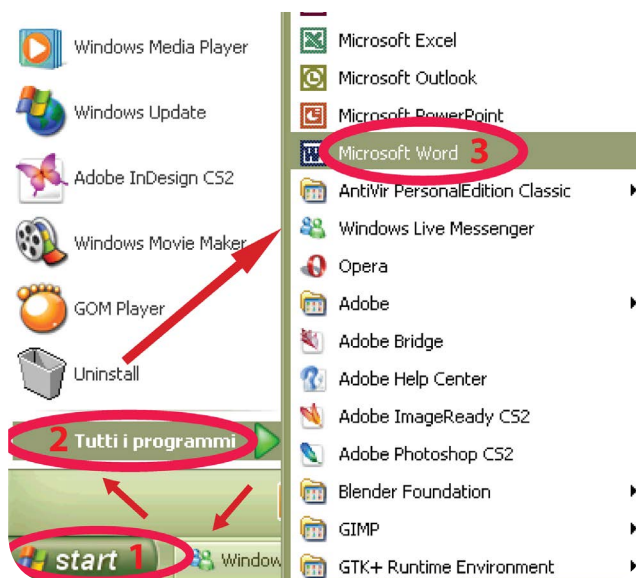 Windows Media Player
Windows Update
Adobe InDesign CS2
Windows Movie Maker
GOM Player
Uninstall
2 Tutti i programmi
start 1
Window
Microsoft Excel
Microsoft Outlook
Microsoft PowerPoint
Microsoft Word 3
AntiVir PersonalEdition Classic
Windows Live Messenger
Opera
Adobe
Adobe Bridge
Adobe Help Center
Adobe ImageReady CS2
Adobe Photoshop CS2
Blender Foundation
GIMP
GTK+ Runtime Environment